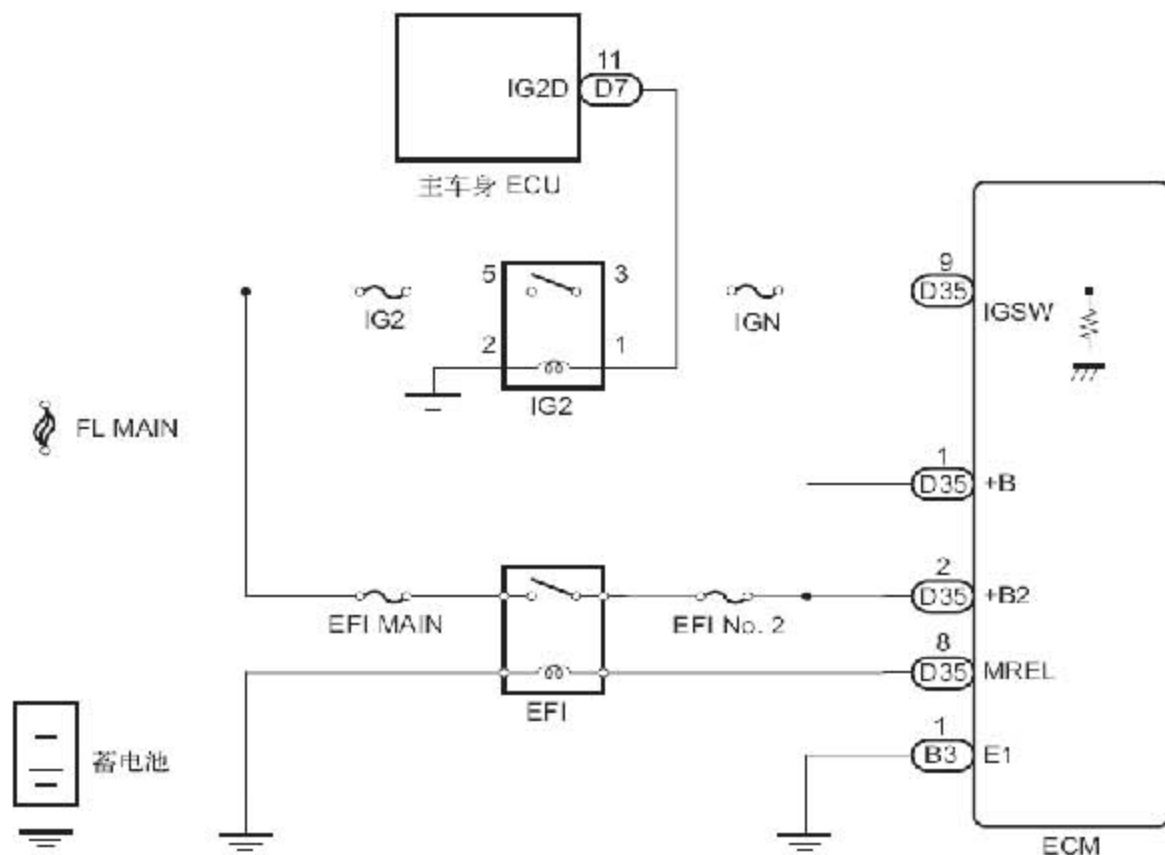 11
IG2D D7
主车身 ECU
5 3
9
D35
IGSW
IG2
IGN
2 1
IG2
FL MAIN
1
D35 +B
2
D35 +B2
EFI MAIN
EFI No. 2
8
D35 MREL
EFI
1
B3 E1
蓄电池
ECM